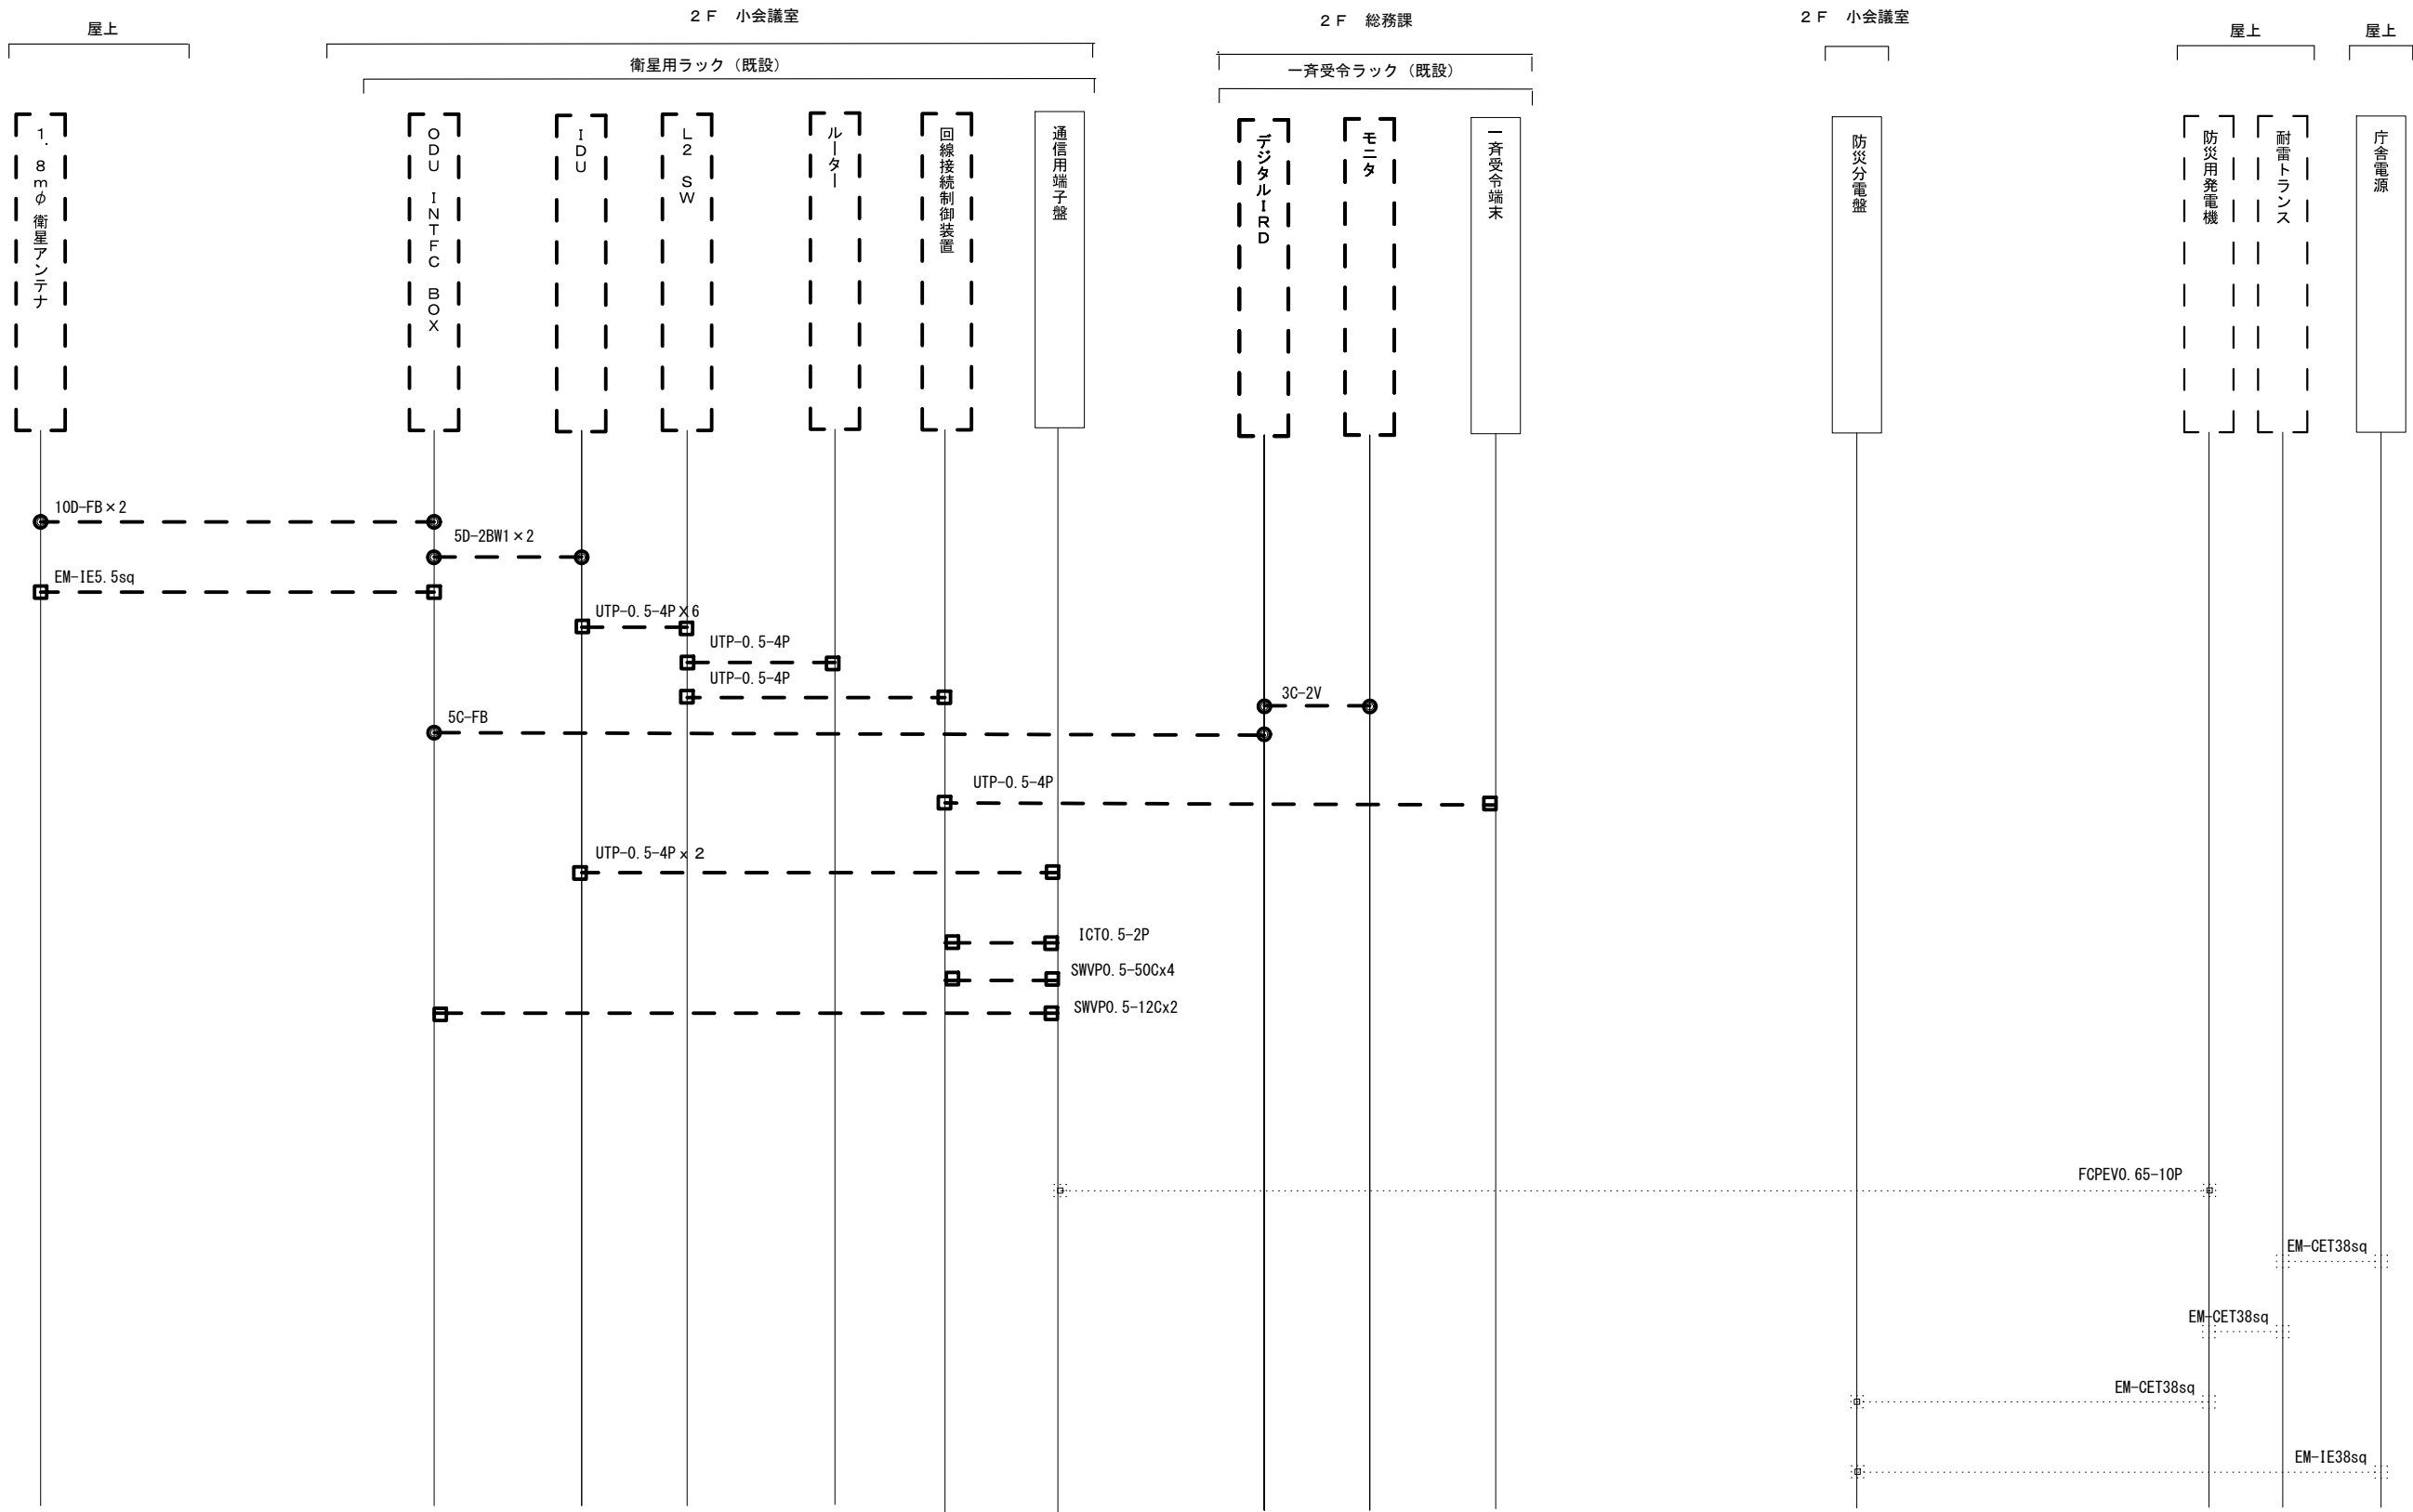 屋上
２Ｆ　小会議室
２Ｆ　総務課
２Ｆ　小会議室
屋上
屋上
衛星用ラック（既設）
一斉受令ラック（既設）
１．８ｍφ衛星アンテナ
ＯＤＵ　ＩＮＴＦＣ　ＢＯＸ
ＩＤＵ
Ｌ２　ＳＷ
ルーター
回線接続制御装置
通信用端子盤
デジタルＩＲＤ
モニタ
一斉受令端末
防災分電盤
防災用発電機
耐雷トランス
庁舎電源
10D-FB×2
5D-2BW1×2
EM-IE5.5sq
UTP-0.5-4P×6
UTP-0.5-4P
UTP-0.5-4P
3C-2V
5C-FB
UTP-0.5-4P
UTP-0.5-4P×２
ICT0.5-2P
SWVP0.5-50Cx4
SWVP0.5-12Cx2
FCPEV0.65-10P
EM-CET38sq
EM-CET38sq
EM-CET38sq
EM-IE38sq